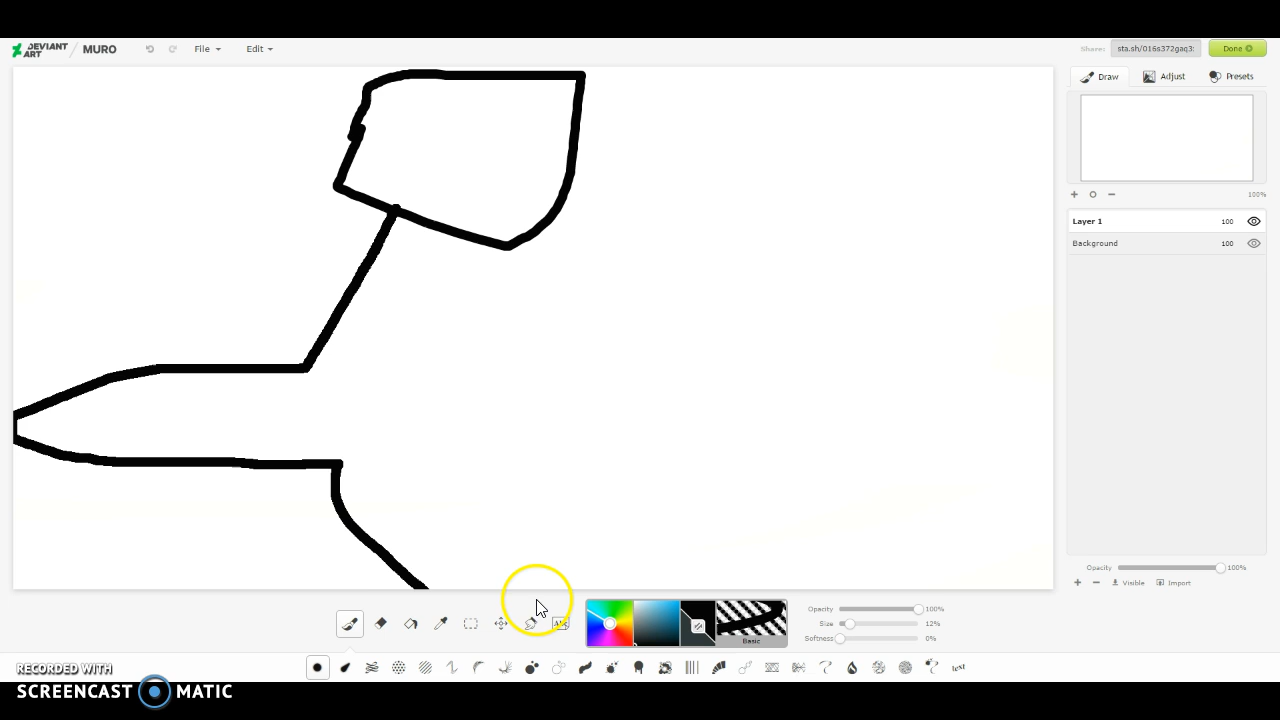 DEVIANT ART / MURO File Edit Share: sta.sh/016s372gaq3 Done
Draw Adjust Presets
100%
Layer 1 100
Background 100
Opacity 100%
Visible Import
Opacity 100%
Size 12%
Softness 0%
Basic
text
RECORDED WITH
SCREENCAST MATIC